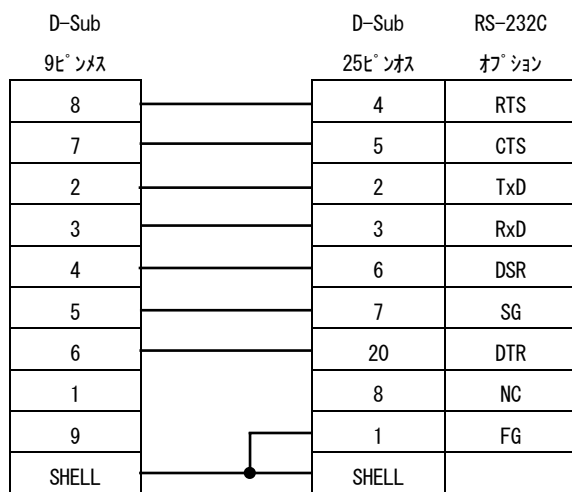 D-Sub D-Sub RS-232C
9ﾋﾟﾝﾒｽ 25ﾋﾟﾝｵｽ ｵﾌﾟｼｮﾝ
8 4 RTS
7 5 CTS
2 2 TxD
3 3 RxD
4 6 DSR
5 7 SG
6 20 DTR
1 8 NC
9 1 FG
SHELL SHELL